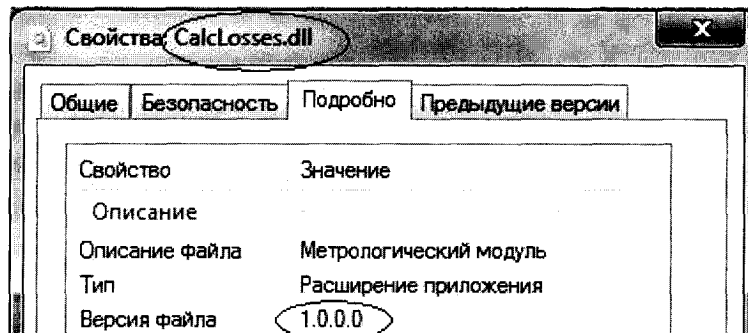 Свойства: CalcLosses.dll
Общие Безопасность Подробно Предыдущие версии
Свойство Значение
Описание
Описание файла Метрологический модуль
Тип Расширение приложения
Версия файла 1.0.0.0